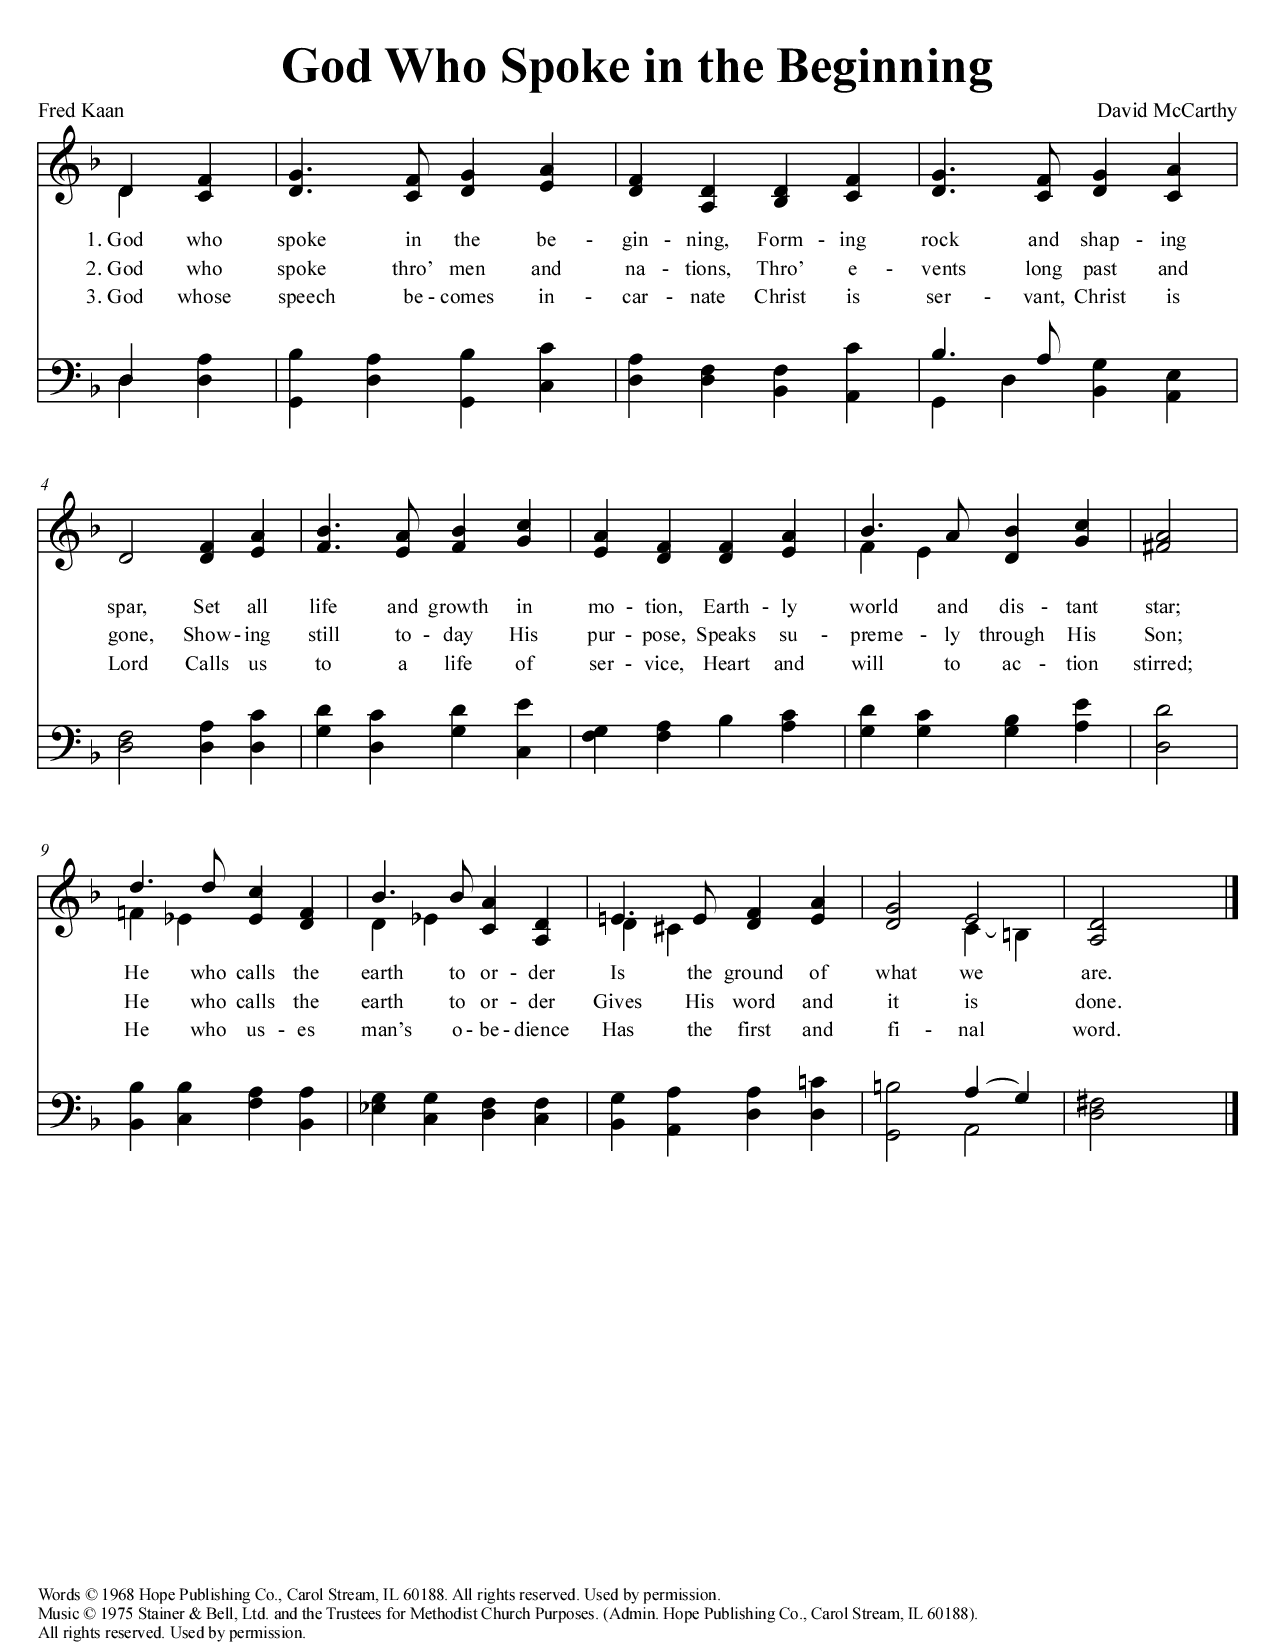 God Who Spoke in the Beginning
Fred Kaan
David McCarthy
1. God who spoke in the be - gin - ning, Form - ing rock and shap - ing
2. God who spoke thro’ men and na - tions, Thro’ e - vents long past and
3. God whose speech be - comes in - car - nate Christ is ser - vant, Christ is
4
spar, Set all life and growth in mo - tion, Earth - ly world and dis - tant star;
gone, Show - ing still to - day His pur - pose, Speaks su - preme - ly through His Son;
Lord Calls us to a life of ser - vice, Heart and will to ac - tion stirred;
9
He who calls the earth to or - der Is the ground of what we are.
He who calls the earth to or - der Gives His word and it is done.
He who us - es man’s o - be - dience Has the first and fi - nal word.
Words © 1968 Hope Publishing Co., Carol Stream, IL 60188. All rights reserved. Used by permission.
Music © 1975 Stainer & Bell, Ltd. and the Trustees for Methodist Church Purposes. (Admin. Hope Publishing Co., Carol Stream, IL 60188).
All rights reserved. Used by permission.